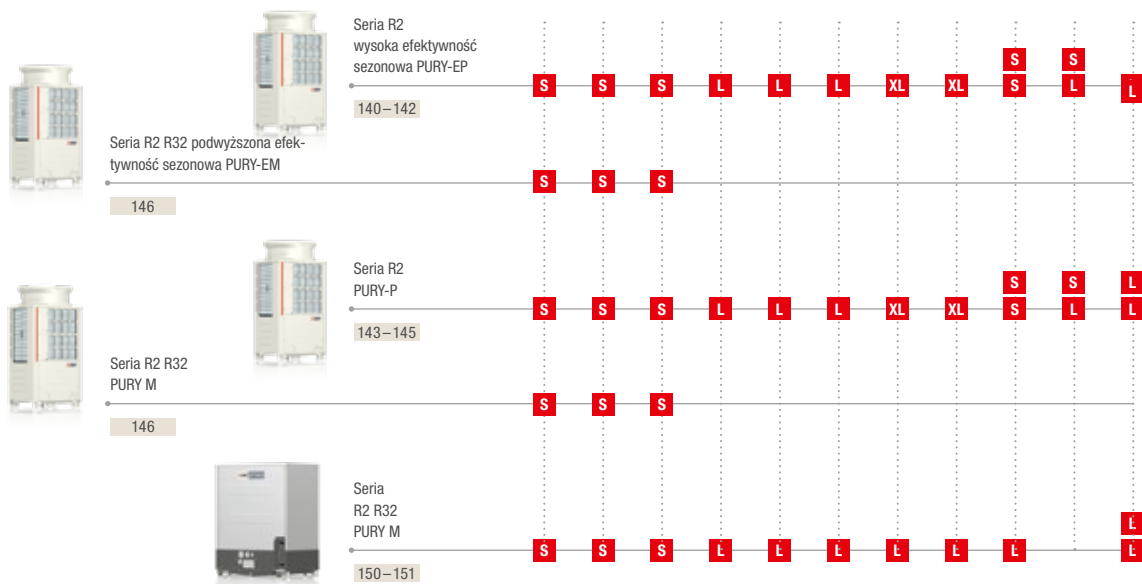 Seria R2
wysoka efektywność
sezonowa PURY-EP
S S
S S S L L L XL XL S L L
140–142
Seria R2 R32 podwyższona efek-
tywność sezonowa PURY-EM
S S S
146
Seria R2
PURY-P
S S L
S S S L L L XL XL S L L
143–145
Seria R2 R32
PURY M
S S S
146
Seria
R2 R32
PURY M
Ł
S S S Ł Ł Ł Ł Ł Ł Ł
150–151